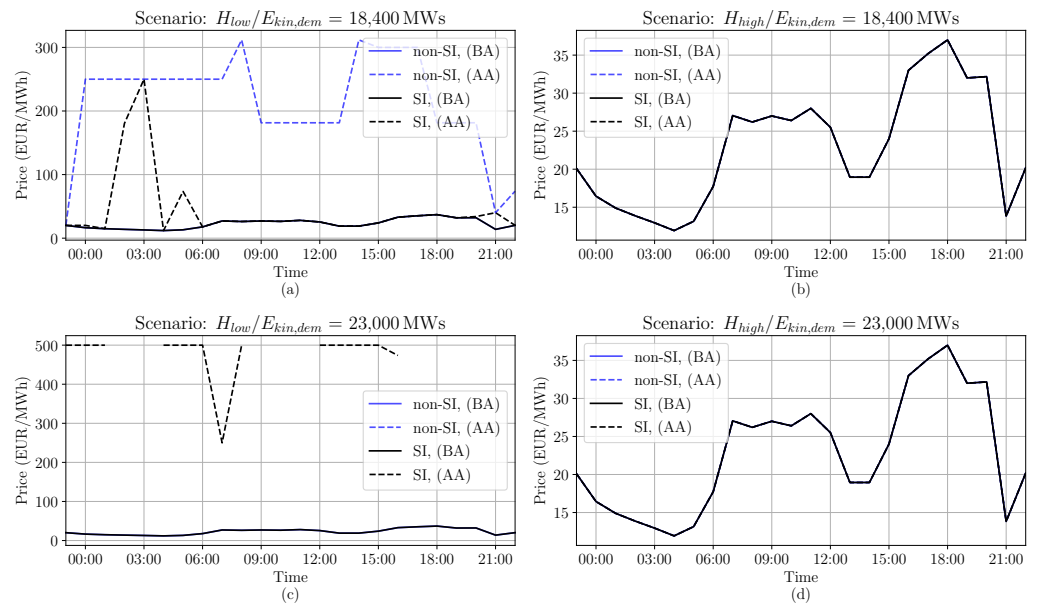 Scenario: H_low/E_kin,dem = 18,400 MWs
300
200
100
0
Price (EUR/MWh)
non-SI, (BA)
non-SI, (AA)
SI, (BA)
SI, (AA)
00:00 03:00 06:00 09:00 12:00 15:00 18:00 21:00
Time
(a)
Scenario: H_high/E_kin,dem = 18,400 MWs
35
30
25
20
15
Price (EUR/MWh)
non-SI, (BA)
non-SI, (AA)
SI, (BA)
SI, (AA)
00:00 03:00 06:00 09:00 12:00 15:00 18:00 21:00
Time
(b)
Scenario: H_low/E_kin,dem = 23,000 MWs
500
400
300
200
100
0
Price (EUR/MWh)
non-SI, (BA)
non-SI, (AA)
SI, (BA)
SI, (AA)
00:00 03:00 06:00 09:00 12:00 15:00 18:00 21:00
Time
(c)
Scenario: H_high/E_kin,dem = 23,000 MWs
35
30
25
20
15
Price (EUR/MWh)
non-SI, (BA)
non-SI, (AA)
SI, (BA)
SI, (AA)
00:00 03:00 06:00 09:00 12:00 15:00 18:00 21:00
Time
(d)